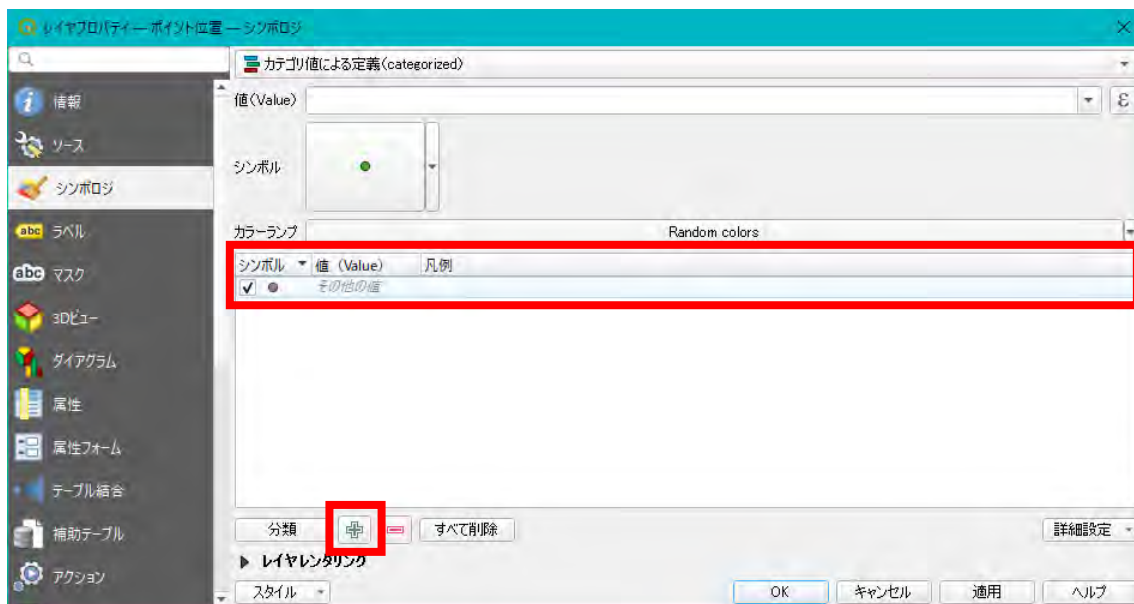 レイヤプロパティ — ポイント位置 — シンボロジ
カテゴリ値による定義(categorized)
情報
ソース
シンボロジ
abc ラベル
abc マスク
3Dビュー
ダイアグラム
属性
属性フォーム
テーブル結合
補助テーブル
アクション
値(Value)
ε
シンボル
カラーランプ
Random colors
シンボル 値 (Value) 凡例
その他の値
分類
すべて削除
詳細設定
レイヤレンダリング
スタイル
OK
キャンセル
適用
ヘルプ